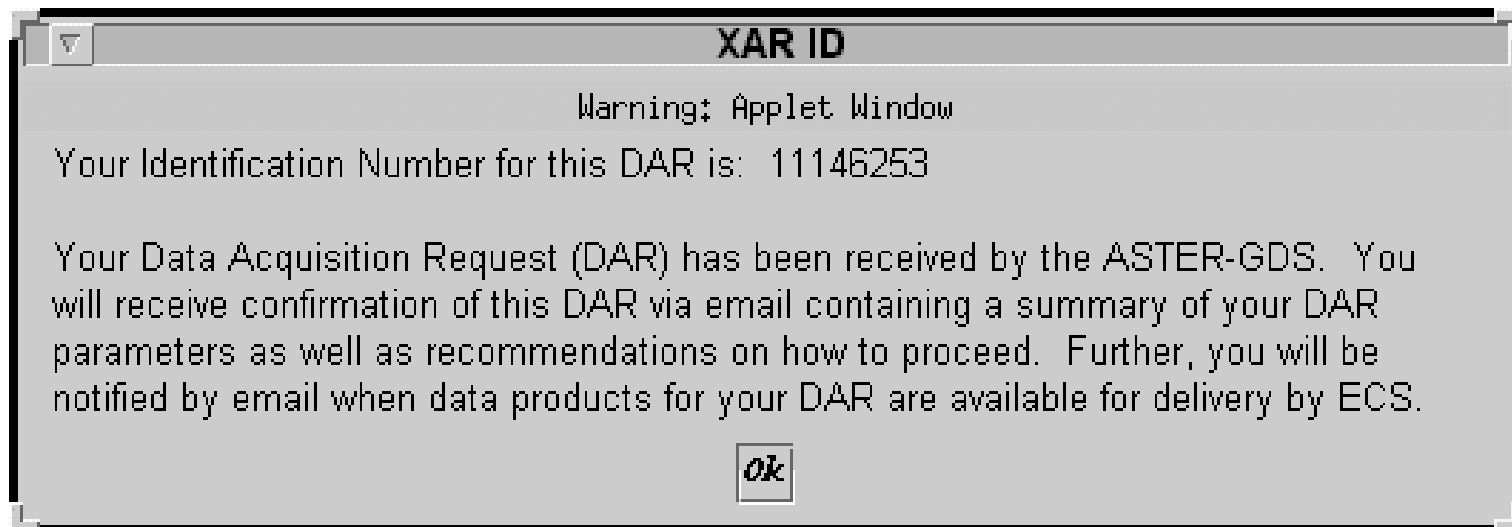 XAR ID
Warning: Applet Window
Your Identification Number for this DAR is: 11146253
Your Data Acquisition Request (DAR) has been received by the ASTER-GDS. You
will receive confirmation of this DAR via email containing a summary of your DAR
parameters as well as recommendations on how to proceed. Further, you will be
notified by email when data products for your DAR are available for delivery by ECS.
Ok